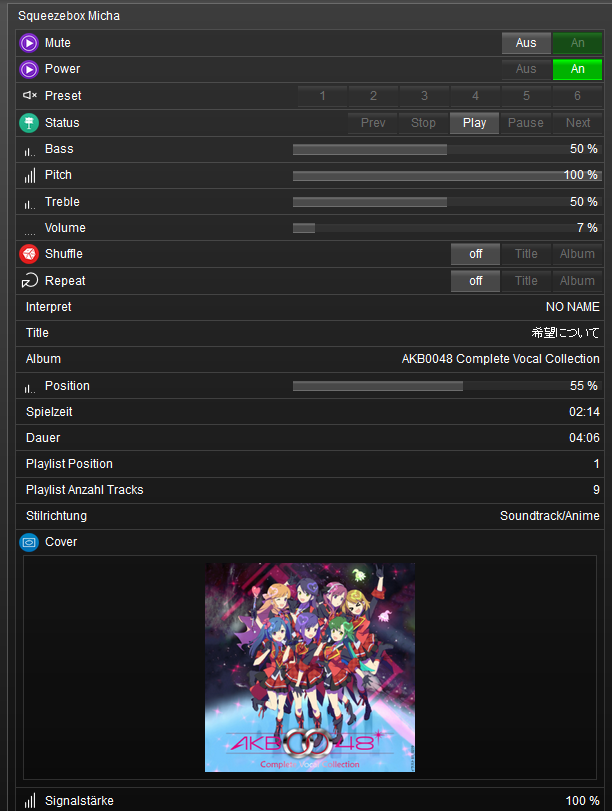 Squeezebox Micha
Mute Aus An
Power Aus An
Preset 1 2 3 4 5 6
Status Prev Stop Play Pause Next
Bass 50 %
Pitch 100 %
Treble 50 %
Volume 7 %
Shuffle off Title Album
Repeat off Title Album
Interpret NO NAME
Title 希望について
Album AKB0048 Complete Vocal Collection
Position 55 %
Spielzeit 02:14
Dauer 04:06
Playlist Position 1
Playlist Anzahl Tracks 9
Stilrichtung Soundtrack/Anime
Cover
AKB0048
Complete Vocal Collection
Signalstärke 100 %